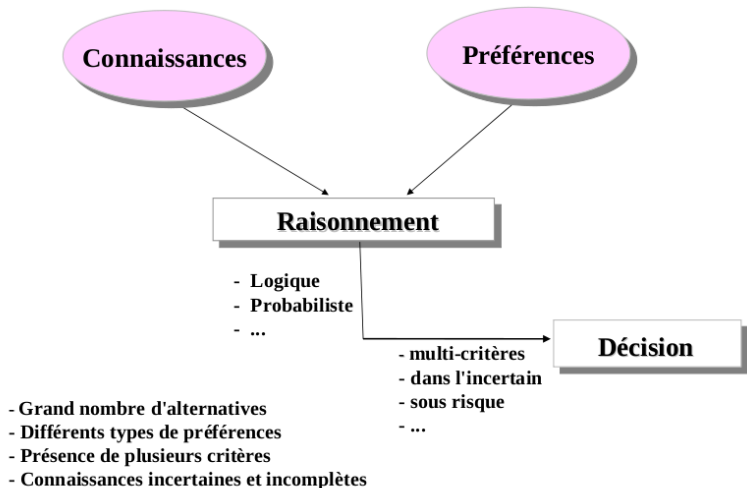 Connaissances
Préférences
Raisonnement
- Logique
- Probabiliste
- ...
Décision
- multi-critères
- dans l'incertain
- sous risque
- ...
- Grand nombre d'alternatives
- Différents types de préférences
- Présence de plusieurs critères
- Connaissances incertaines et incomplètes